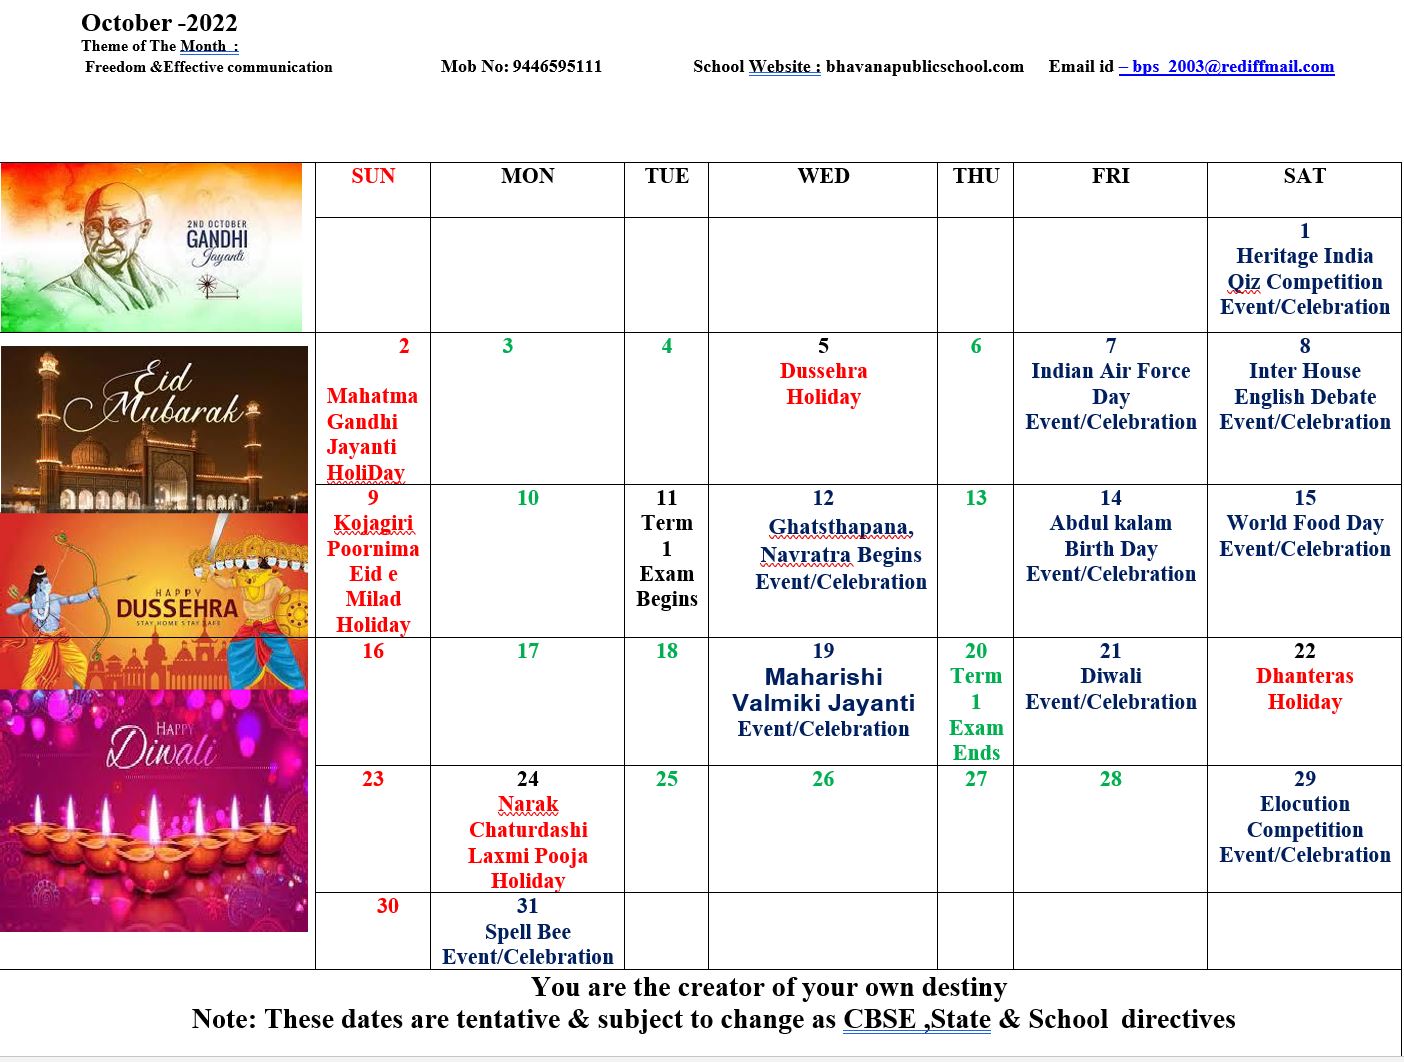 October -2022
Theme of The Month  :
Freedom &Effective communication
Mob No: 9446595111
School Website : bhavanapublicschool.com
Email id – bps_2003@rediffmail.com
2ND OCTOBER
GANDHI
Jayanti
Eid
Mubarak
HAPPY
DUSSEHRA
STAY HOME STAY SAFE
HAPPY
Diwali
SUN
MON
TUE
WED
THU
FRI
SAT
1
Heritage India
Qiz Competition
Event/Celebration
2
Mahatma
Gandhi
Jayanti
HoliDay
3
4
5
Dussehra
Holiday
6
7
Indian Air Force
Day
Event/Celebration
8
Inter House
English Debate
Event/Celebration
9
Kojagiri
Poornima
Eid e
Milad
Holiday
10
11
Term
1
Exam
Begins
12
Ghatsthapana,
Navratra Begins
Event/Celebration
13
14
Abdul kalam
Birth Day
Event/Celebration
15
World Food Day
Event/Celebration
16
17
18
19
Maharishi
Valmiki Jayanti
Event/Celebration
20
Term
1
Exam
Ends
21
Diwali
Event/Celebration
22
Dhanteras
Holiday
23
24
Narak
Chaturdashi
Laxmi Pooja
Holiday
25
26
27
28
29
Elocution
Competition
Event/Celebration
30
31
Spell Bee
Event/Celebration
You are the creator of your own destiny
Note: These dates are tentative & subject to change as CBSE ,State & School  directives